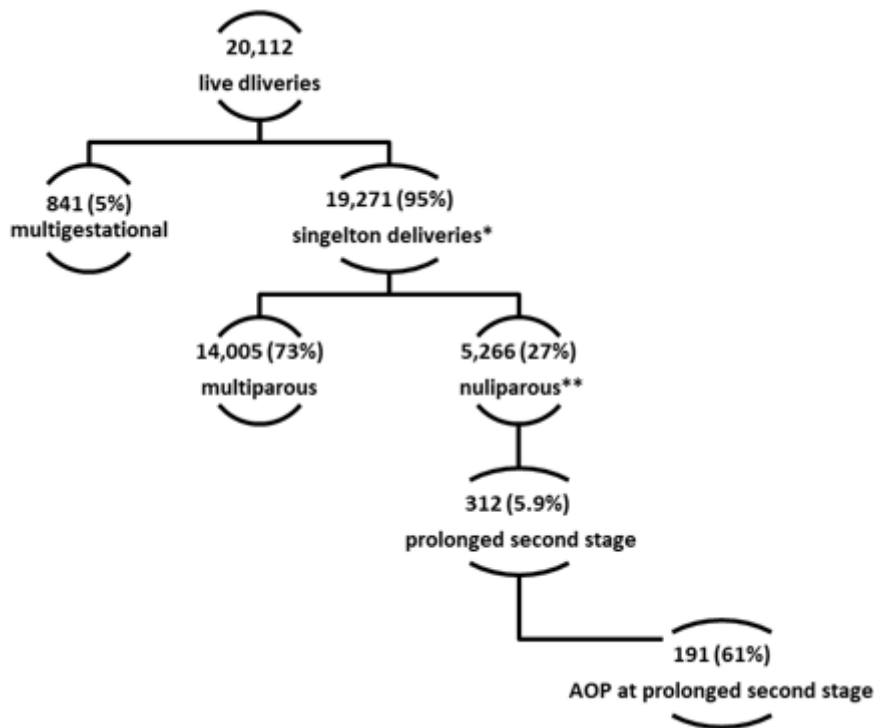 20,112
live dliveries
841 (5%)
multigestational
19,271 (95%)
singelton deliveries*
14,005 (73%)
multiparous
5,266 (27%)
nuliparous**
312 (5.9%)
prolonged second stage
191 (61%)
AOP at prolonged second stage